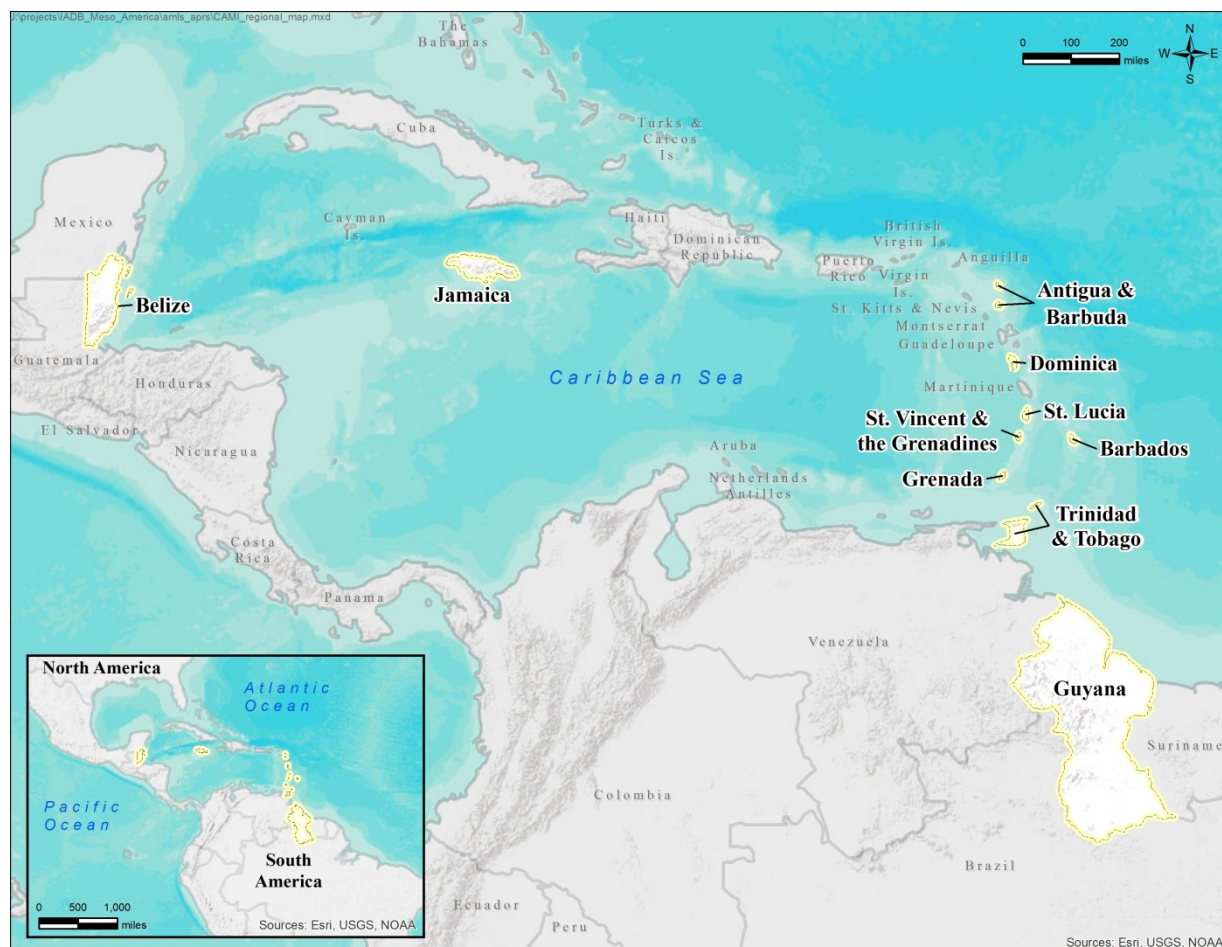 J:\projects\IADB_Meso_America\amls_aprs\CAMI_regional_map.mxd
The
Bahamas
0 100 200
miles
N
W E
S
Cuba
Turks &
Caicos
Is.
Mexico
Cayman
Is.
Haiti
Dominican
Republic
British
Virgin Is.
Puerto
Rico
Virgin
Is.
Anguilla
Belize
Jamaica
Antigua &
Barbuda
St. Kitts & Nevis
Montserrat
Guadeloupe
Guatemala
Honduras
Caribbean Sea
Dominica
Martinique
El Salvador
Nicaragua
St. Vincent &
the Grenadines
St. Lucia
Barbados
Aruba
Netherlands
Antilles
Grenada
Trinidad
& Tobago
Costa
Rica
Panama
Venezuela
Guyana
Suriname
Colombia
Brazil
Ecuador
Peru
North America
Atlantic
Ocean
Pacific
Ocean
South
America
0 500 1,000
miles
Sources: Esri, USGS, NOAA
Sources: Esri, USGS, NOAA